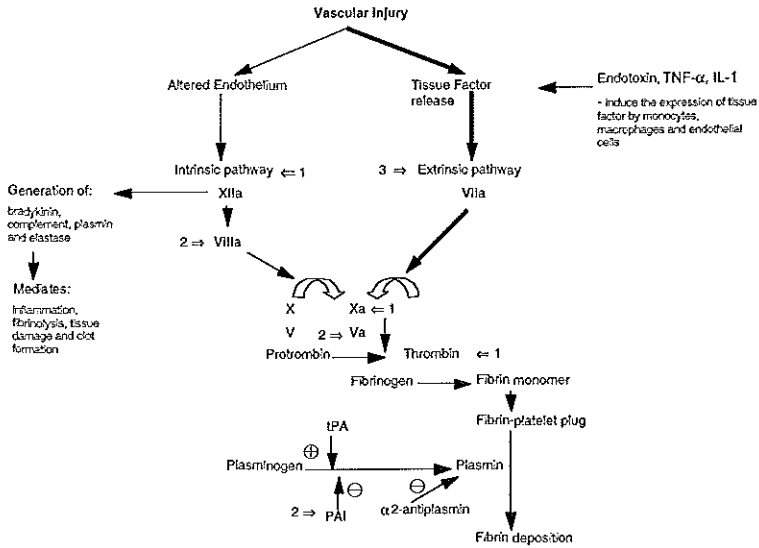 Vascular Injury
Altered Endothelium
Tissue Factor
release
Endotoxin, TNF-α, IL-1
- induce the expression of tissue
factor by monocytes,
macrophages and endothelial
cells
Intrinsic pathway ⇐ 1
XIIa
3 ⇒ Extrinsic pathway
VIIa
Generation of:
bradykinin,
complement, plasmin
and elastase
2 ⇒ VIIIa
Mediates:
Inflammation,
fibrinolysis, tissue
damage and clot
formation
X Xa ⇐ 1
V 2 ⇒ Va
Protrombin Thrombin ⇐ 1
Fibrinogen Fibrin monomer
Fibrin-platelet plug
tPA
⊕
Plasminogen Plasmin
⊖ ⊖
2 ⇒ PAI α2-antiplasmin
Fibrin deposition